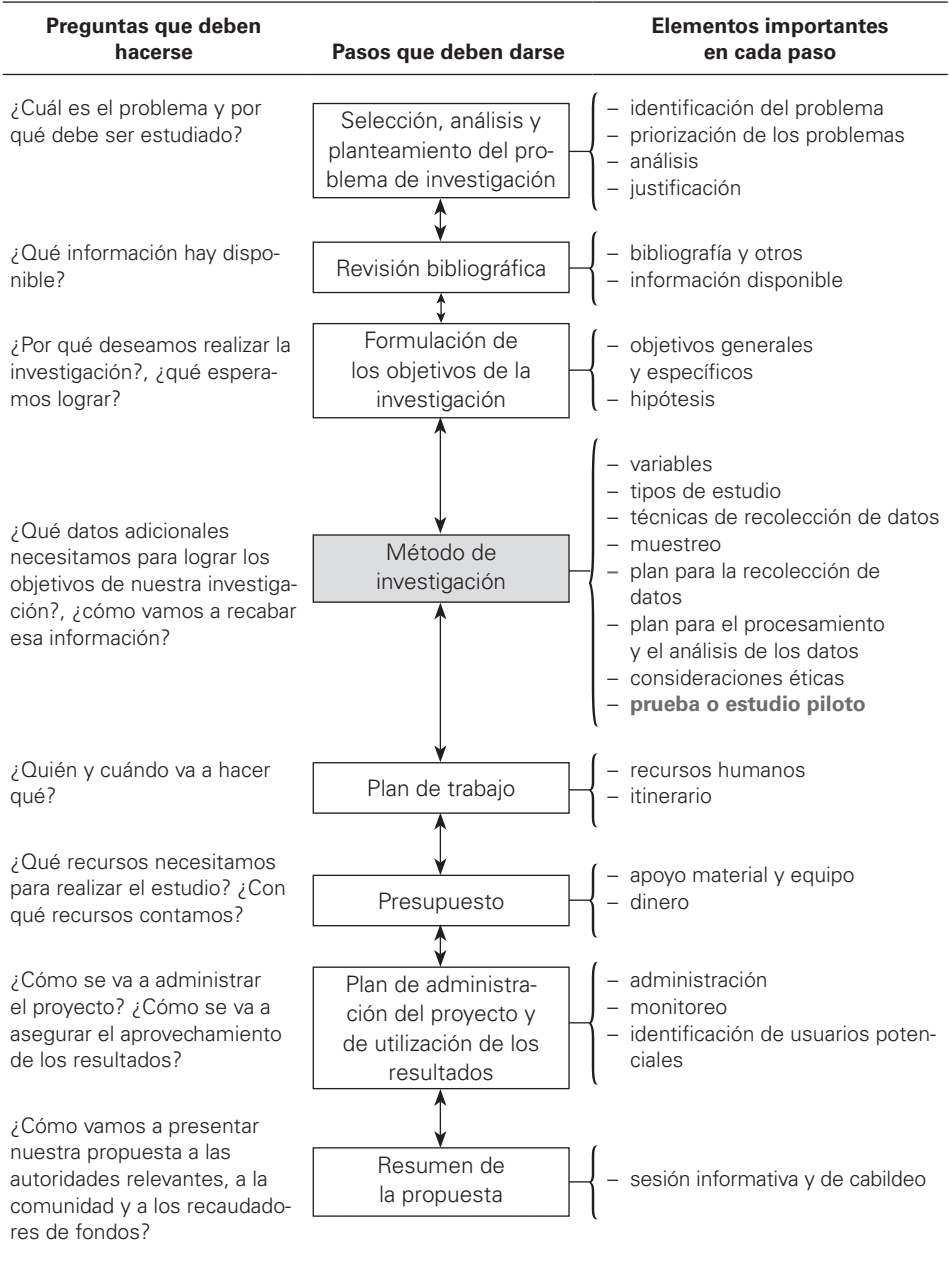 Preguntas que deben
hacerse
Pasos que deben darse
Elementos importantes
en cada paso
¿Cuál es el problema y por
qué debe ser estudiado?
Selección, análisis y
planteamiento del pro-
blema de investigación
– identificación del problema
– priorización de los problemas
– análisis
– justificación
¿Qué información hay dispo-
nible?
Revisión bibliográfica
– bibliografía y otros
– información disponible
¿Por qué deseamos realizar la
investigación?, ¿qué espera-
mos lograr?
Formulación de
los objetivos de la
investigación
– objetivos generales
y específicos
– hipótesis
¿Qué datos adicionales
necesitamos para lograr los
objetivos de nuestra investiga-
ción?, ¿cómo vamos a recabar
esa información?
Método de
investigación
– variables
– tipos de estudio
– técnicas de recolección de datos
– muestreo
– plan para la recolección de
datos
– plan para el procesamiento
y el análisis de los datos
– consideraciones éticas
– prueba o estudio piloto
¿Quién y cuándo va a hacer
qué?
Plan de trabajo
– recursos humanos
– itinerario
¿Qué recursos necesitamos
para realizar el estudio? ¿Con
qué recursos contamos?
Presupuesto
– apoyo material y equipo
– dinero
¿Cómo se va a administrar
el proyecto? ¿Cómo se va a
asegurar el aprovechamiento
de los resultados?
Plan de administra-
ción del proyecto y
de utilización de los
resultados
– administración
– monitoreo
– identificación de usuarios poten-
ciales
¿Cómo vamos a presentar
nuestra propuesta a las
autoridades relevantes, a la
comunidad y a los recaudado-
res de fondos?
Resumen de
la propuesta
– sesión informativa y de cabildeo